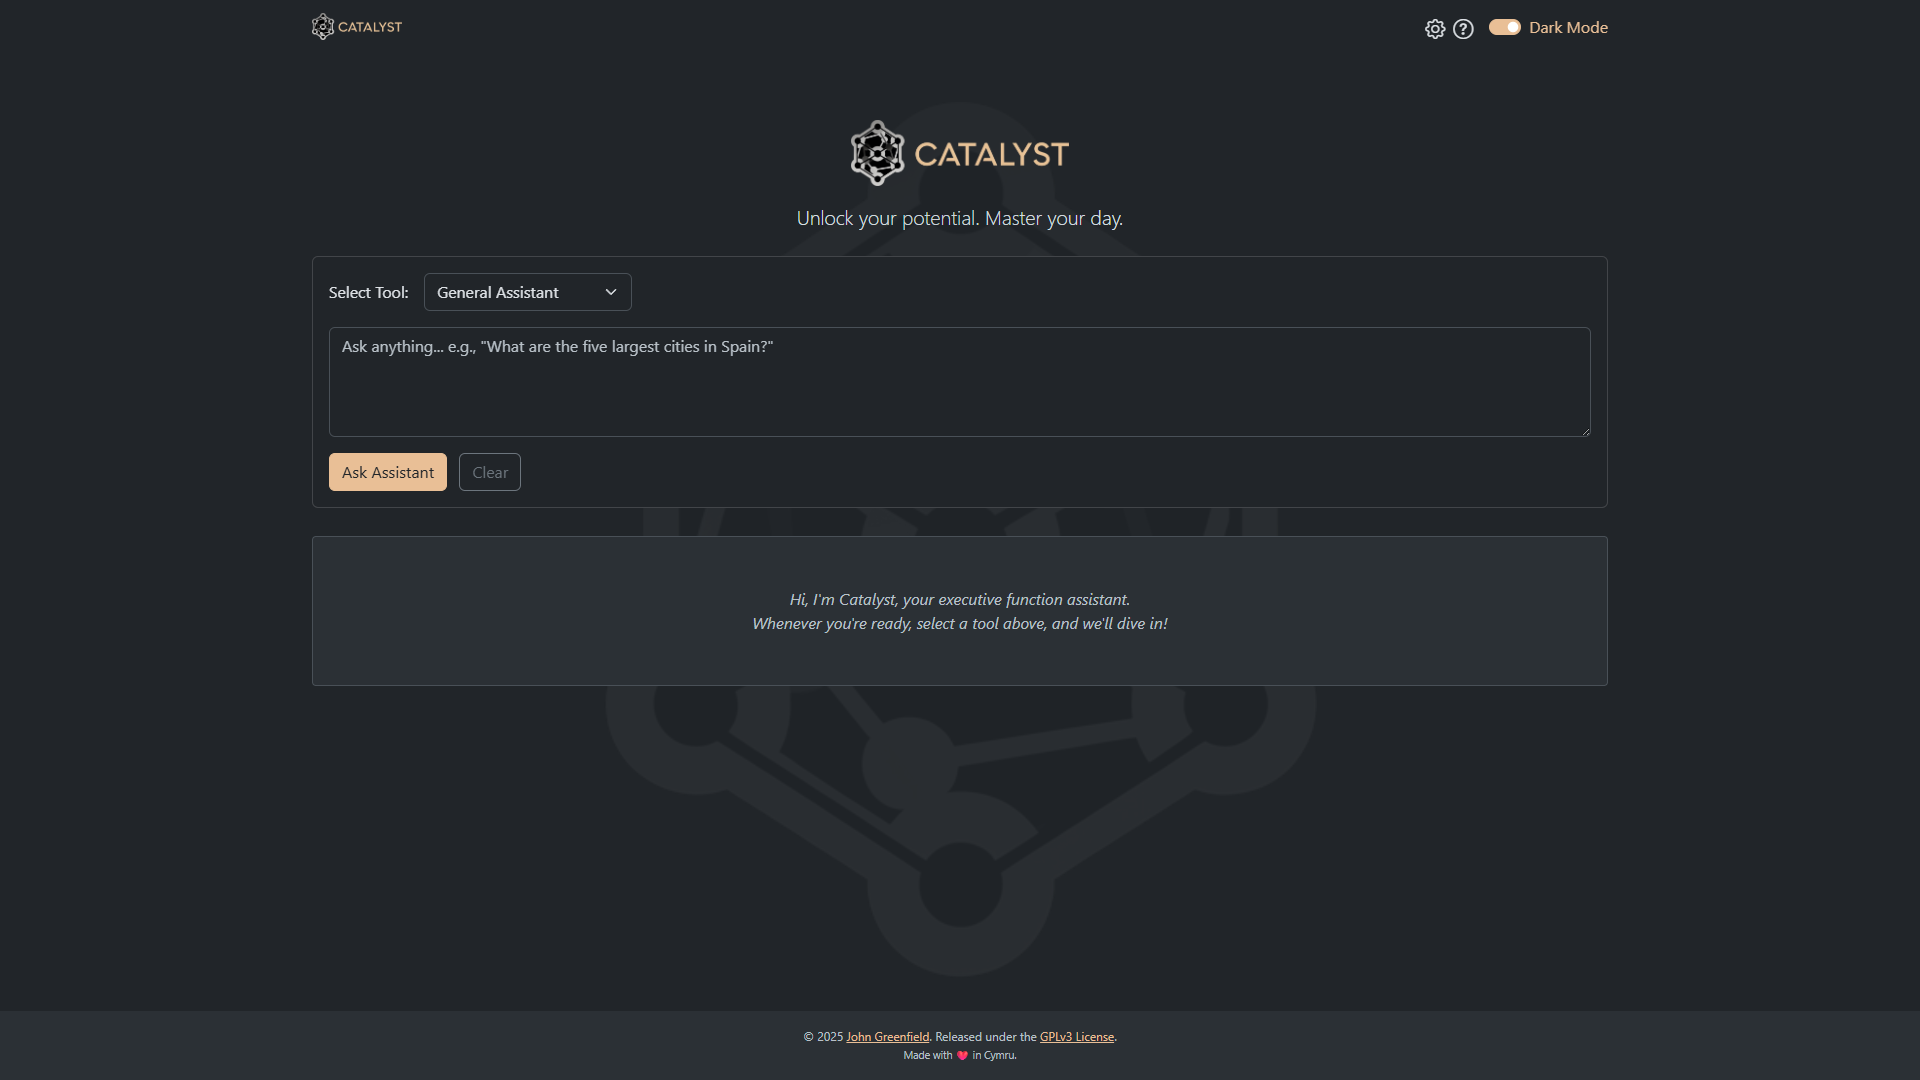 CATALYST
Dark Mode
CATALYST
Unlock your potential. Master your day.
Select Tool:
General Assistant
Ask anything... e.g., "What are the five largest cities in Spain?"
Ask Assistant
Clear
Hi, I'm Catalyst, your executive function assistant.
Whenever you're ready, select a tool above, and we'll dive in!
© 2025 John Greenfield. Released under the GPLv3 License.
Made with ❤ in Cymru.